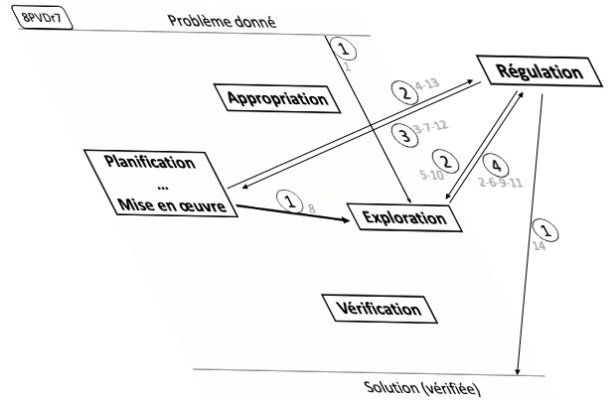 8PVDr7
Problème donné
1
1
Régulation
Appropriation
2
4-13
3
3-7-12
Planification
...
Mise en œuvre
2
5-10
4
2-6-9-11
1
8
Exploration
1
14
Vérification
Solution (vérifiée)